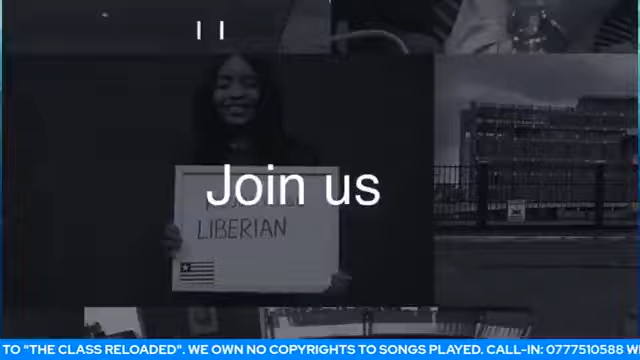 Join us
LIBERIAN
TO "THE CLASS RELOADED". WE OWN NO COPYRIGHTS TO SONGS PLAYED. CALL-IN: 0777510588 W